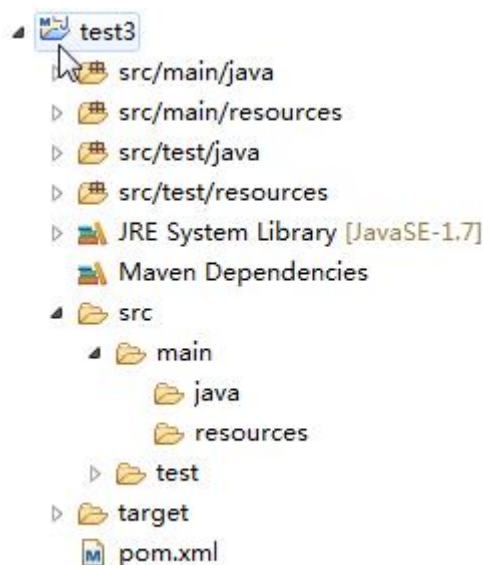 test3
src/main/java
src/main/resources
src/test/java
src/test/resources
JRE System Library [JavaSE-1.7]
Maven Dependencies
src
main
java
resources
test
target
pom.xml